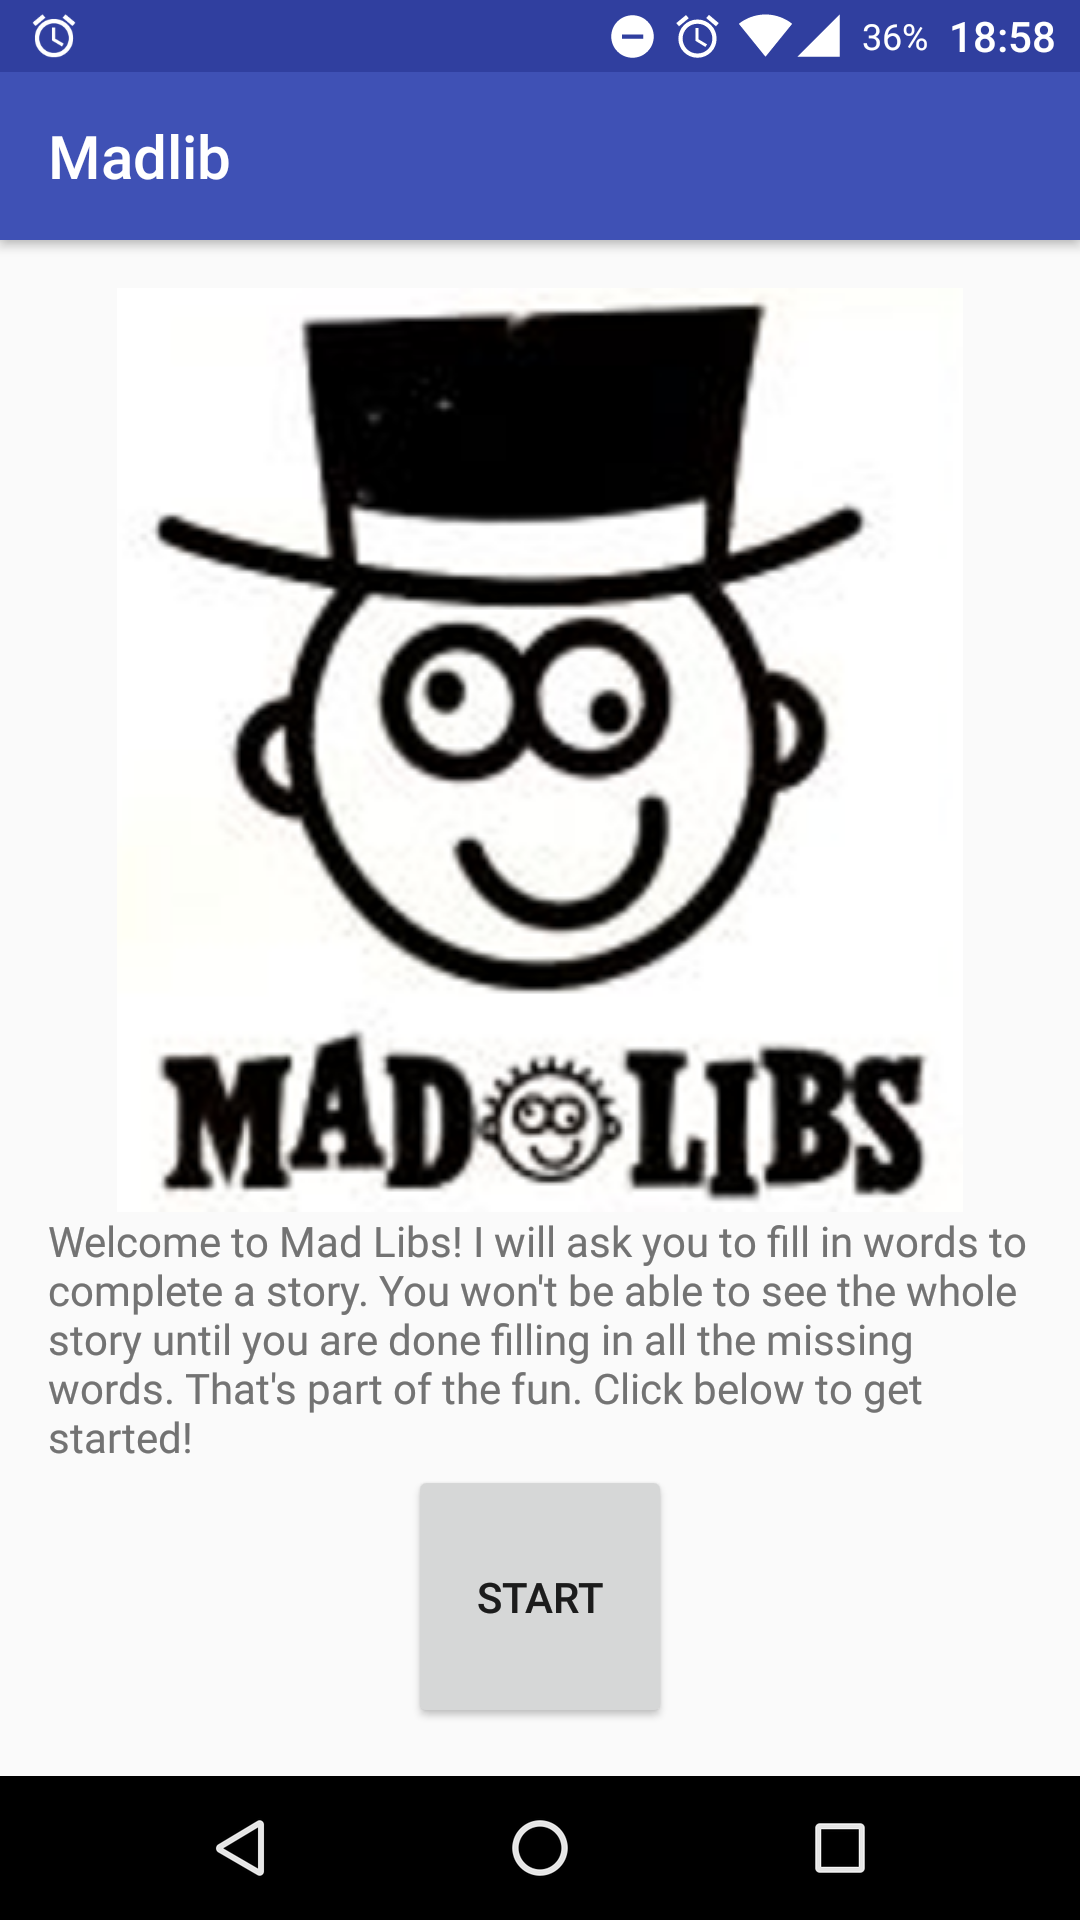 36% 18:58
Madlib
MAD LIBS
Welcome to Mad Libs! I will ask you to fill in words to
complete a story. You won't be able to see the whole
story until you are done filling in all the missing
words. That's part of the fun. Click below to get
started!
START